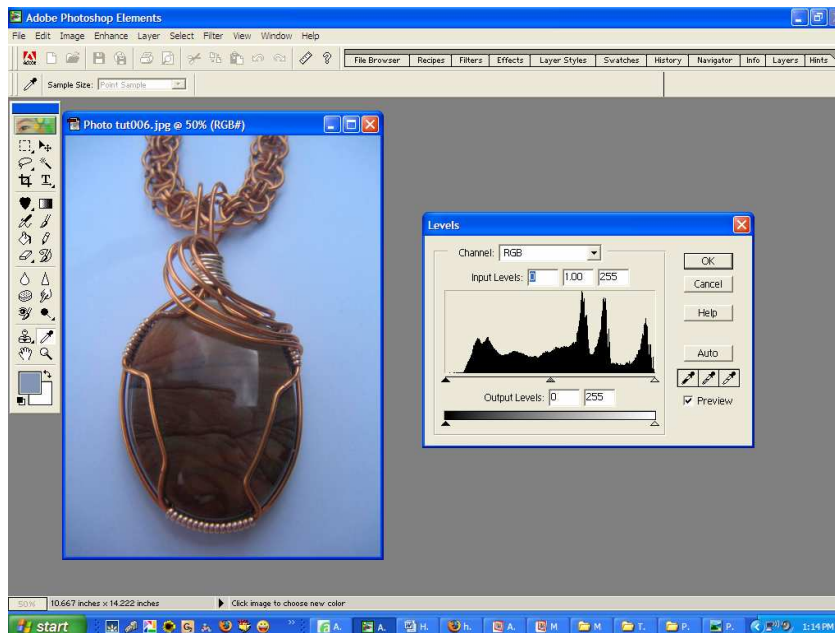 Adobe Photoshop Elements
File Edit Image Enhance Layer Select Filter View Window Help
File Browser Recipes Filters Effects Layer Styles Swatches History Navigator Info Layers Hints
Sample Size: Point Sample
Photo tut006.jpg @ 50% (RGB#)
Levels
Channel: RGB
OK
Input Levels: 0 1.00 255
Cancel
Help
Auto
Output Levels: 0 255
Preview
50% 10.667 inches x 14.222 inches Click image to choose new color
start A. A. H. h. A. M M T. P. P. 1:14 PM